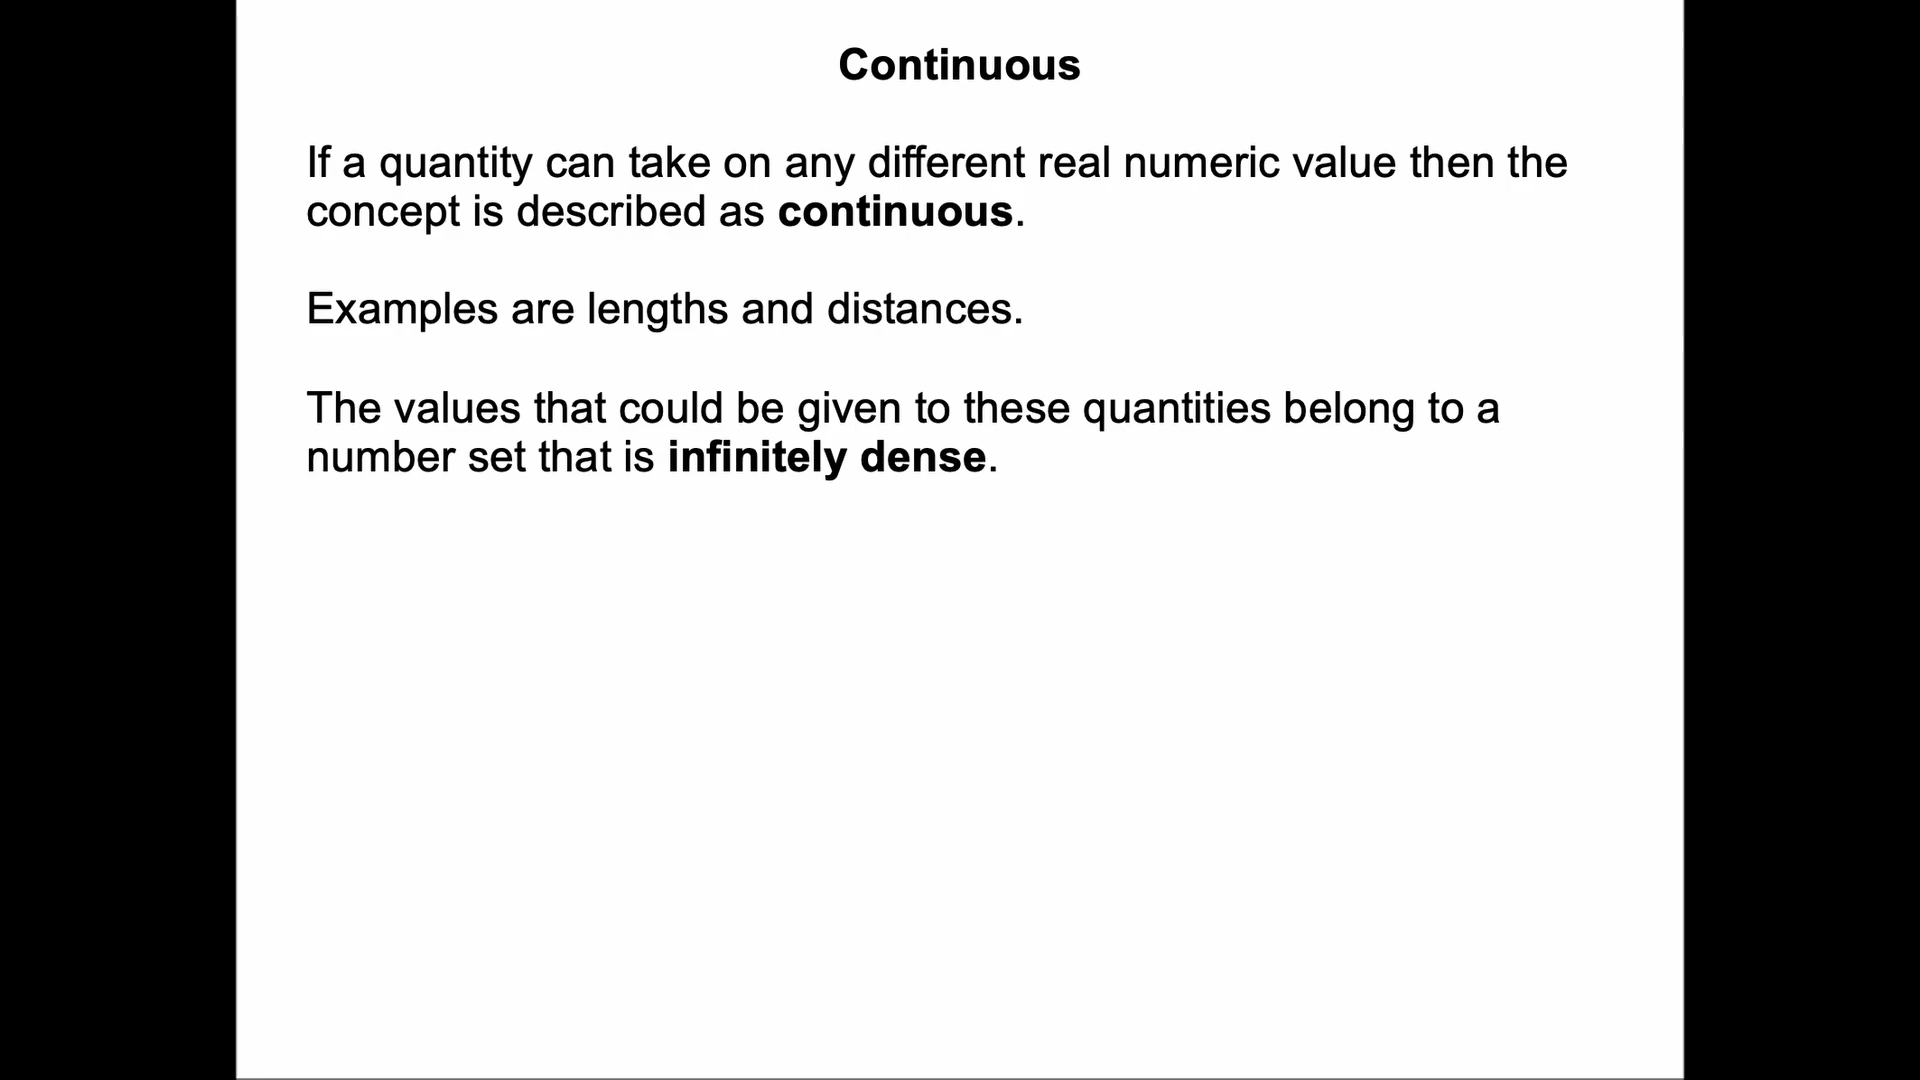 Continuous
If a quantity can take on any different real numeric value then the
concept is described as continuous.
Examples are lengths and distances.
The values that could be given to these quantities belong to a
number set that is infinitely dense.